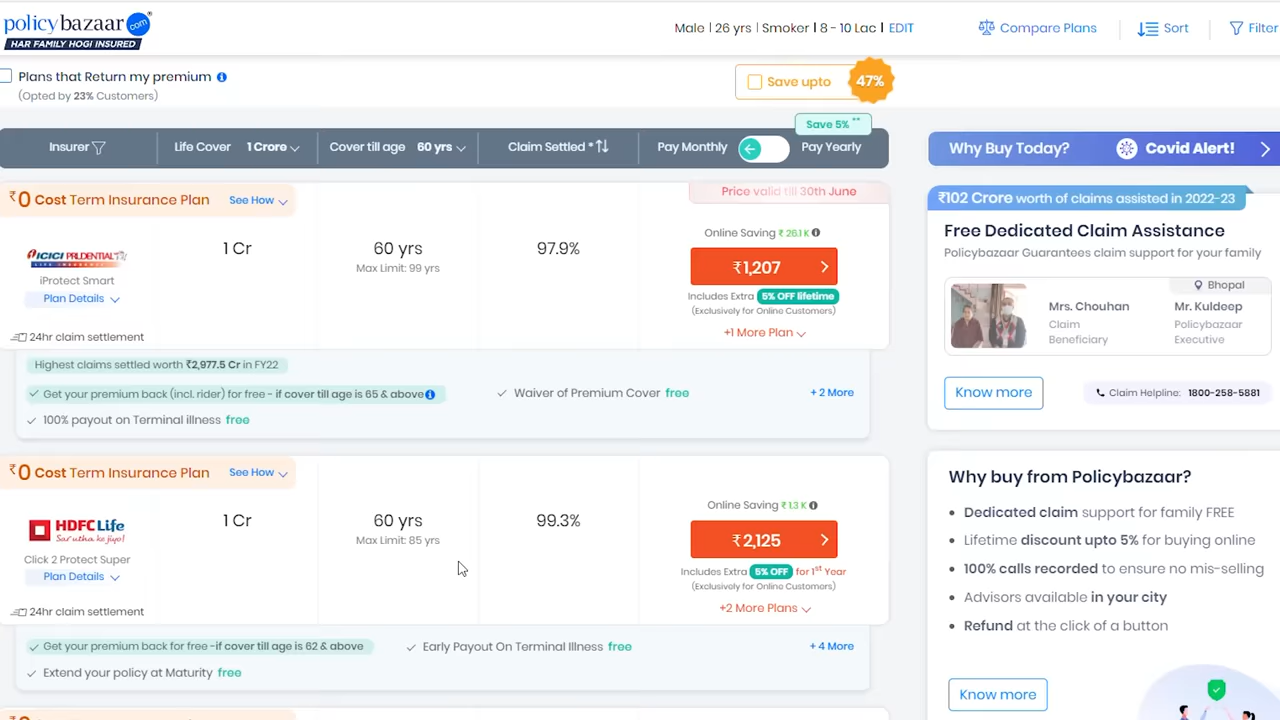 policybazaar.com
HAR FAMILY HOGI INSURED
Male | 26 yrs | Smoker | 8 - 10 Lac | EDIT
Compare Plans
Sort
Filter
Plans that Return my premium
(Opted by 23% Customers)
Save upto 47%
Save 5% **
Insurer
Life Cover 1 Crore
Cover till age 60 yrs
Claim Settled *
Pay Monthly
Pay Yearly
Why Buy Today?
Covid Alert!
₹0 Cost Term Insurance Plan See How
Price valid till 30th June
ICICI PRUDENTIAL
LIFE INSURANCE
iProtect Smart
Plan Details
24hr claim settlement
1 Cr
60 yrs
Max Limit: 99 yrs
97.9%
Online Saving ₹ 26.1 K
₹1,207
Includes Extra 5% OFF lifetime
(Exclusively for Online Customers)
+1 More Plan
Highest claims settled worth ₹2,977.5 Cr in FY22
Get your premium back (incl. rider) for free - if cover till age is 65 & above
Waiver of Premium Cover free
+ 2 More
100% payout on Terminal illness free
₹0 Cost Term Insurance Plan See How
HDFC Life
Sar utha ke jiyo!
Click 2 Protect Super
Plan Details
24hr claim settlement
1 Cr
60 yrs
Max Limit: 85 yrs
99.3%
Online Saving ₹ 1.3 K
₹2,125
Includes Extra 5% OFF for 1st Year
(Exclusively for Online Customers)
+2 More Plans
Get your premium back for free -if cover till age is 62 & above
Early Payout On Terminal Illness free
+ 4 More
Extend your policy at Maturity free
₹102 Crore worth of claims assisted in 2022-23
Free Dedicated Claim Assistance
Policybazaar Guarantees claim support for your family
Bhopal
Mrs. Chouhan
Claim
Beneficiary
Mr. Kuldeep
Policybazaar
Executive
Know more
Claim Helpline: 1800-258-5881
Why buy from Policybazaar?
Dedicated claim support for family FREE
Lifetime discount upto 5% for buying online
100% calls recorded to ensure no mis-selling
Advisors available in your city
Refund at the click of a button
Know more